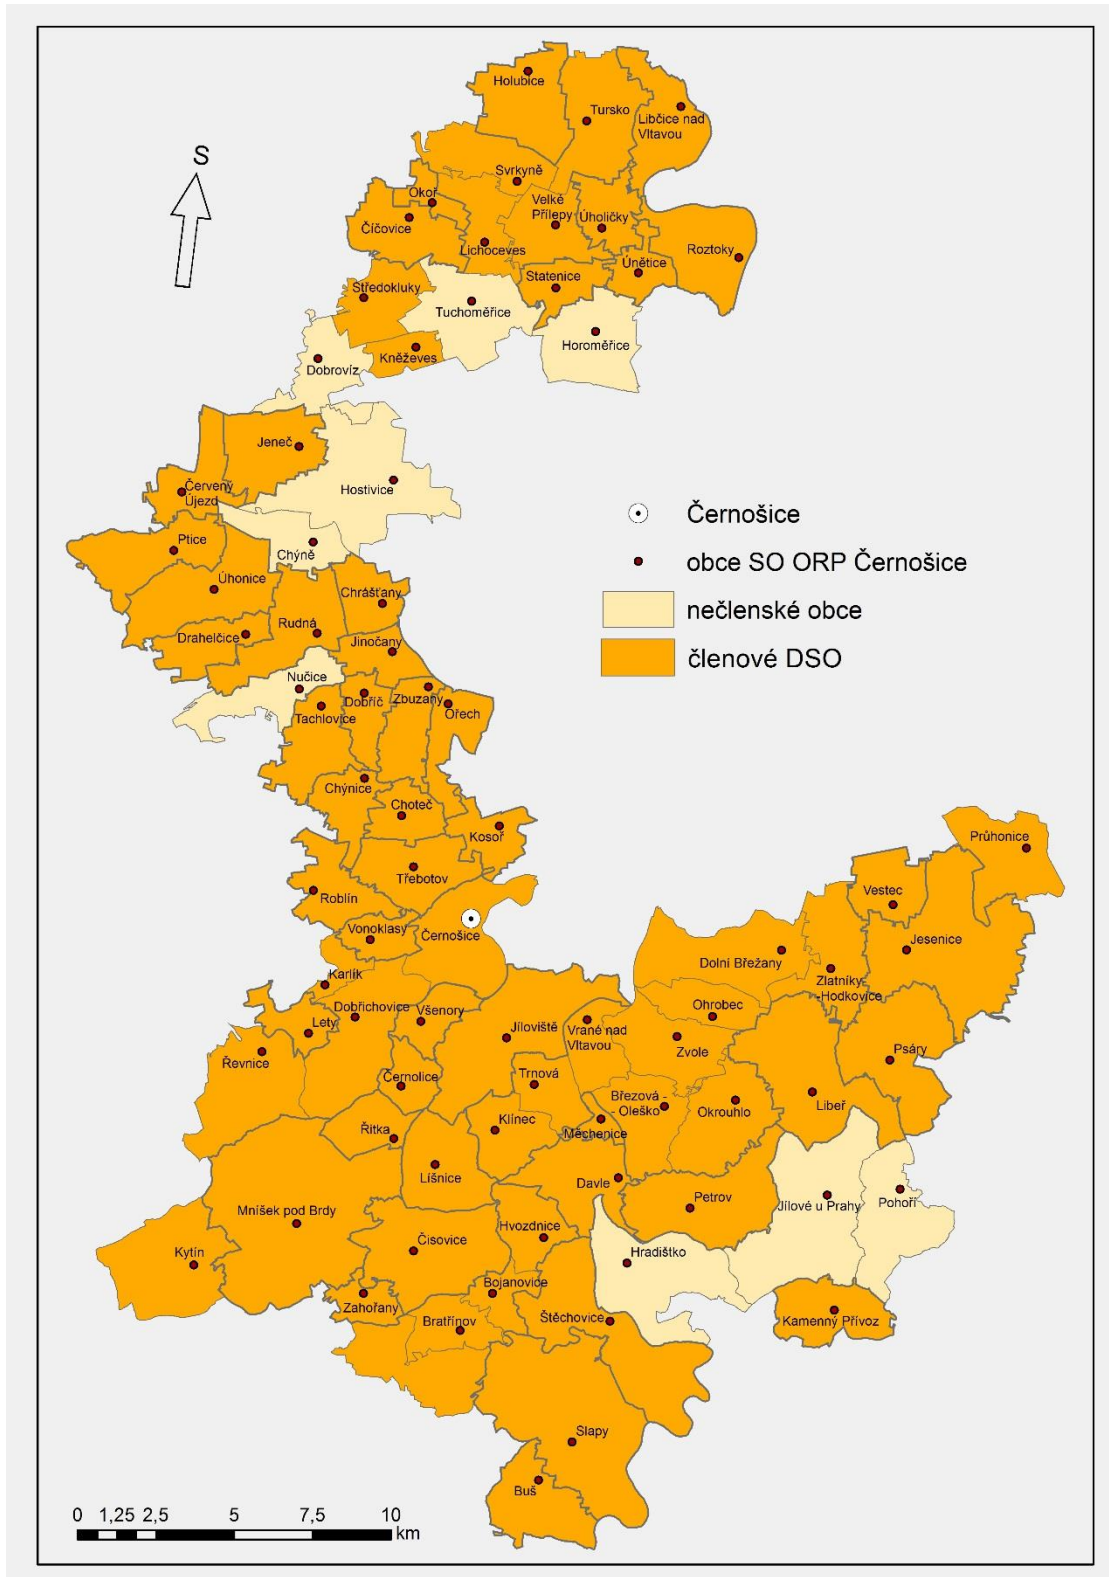 S
Holubice
Tursko
Libčice nad
Vltavou
Svrkyně
Okoř
Velké
Přílepy
Úholičky
Číčovice
Lichoceves
Roztoky
Únětice
Statenice
Středokluky
Tuchoměřice
Horoměřice
Kněževes
Dobrovíz
Jeneč
Hostivice
Červený
Újezd
Ptice
Chýně
Úhonice
Chrášťany
Drahelčice
Rudná
Jinočany
Nučice
Dobříč
Zbuzany
Ořech
Tachlovice
Chýnice
Choteč
Kosoř
Třebotov
Roblín
Vonoklasy
Černošice
Černošice
obce SO ORP Černošice
nečlenské obce
členové DSO
Průhonice
Vestec
Jesenice
Dolní Břežany
Zlatníky
-Hodkovice
Karlík
Dobřichovice
Všenory
Lety
Jíloviště
Vrané nad
Vltavou
Ohrobec
Zvole
Psáry
Řevnice
Černolice
Trnová
Březová -
- Oleško
Okrouhlo
Libeř
Řitka
Klínec
Měchenice
Líšnice
Davle
Petrov
Jílové u Prahy
Pohoří
Mníšek pod Brdy
Čisovice
Hvozdnice
Hradištko
Kytín
Zahořany
Bojanovice
Bratřínov
Štěchovice
Kamenný Přívoz
Slapy
Buš
0 1,25 2,5 5 7,5 10
km